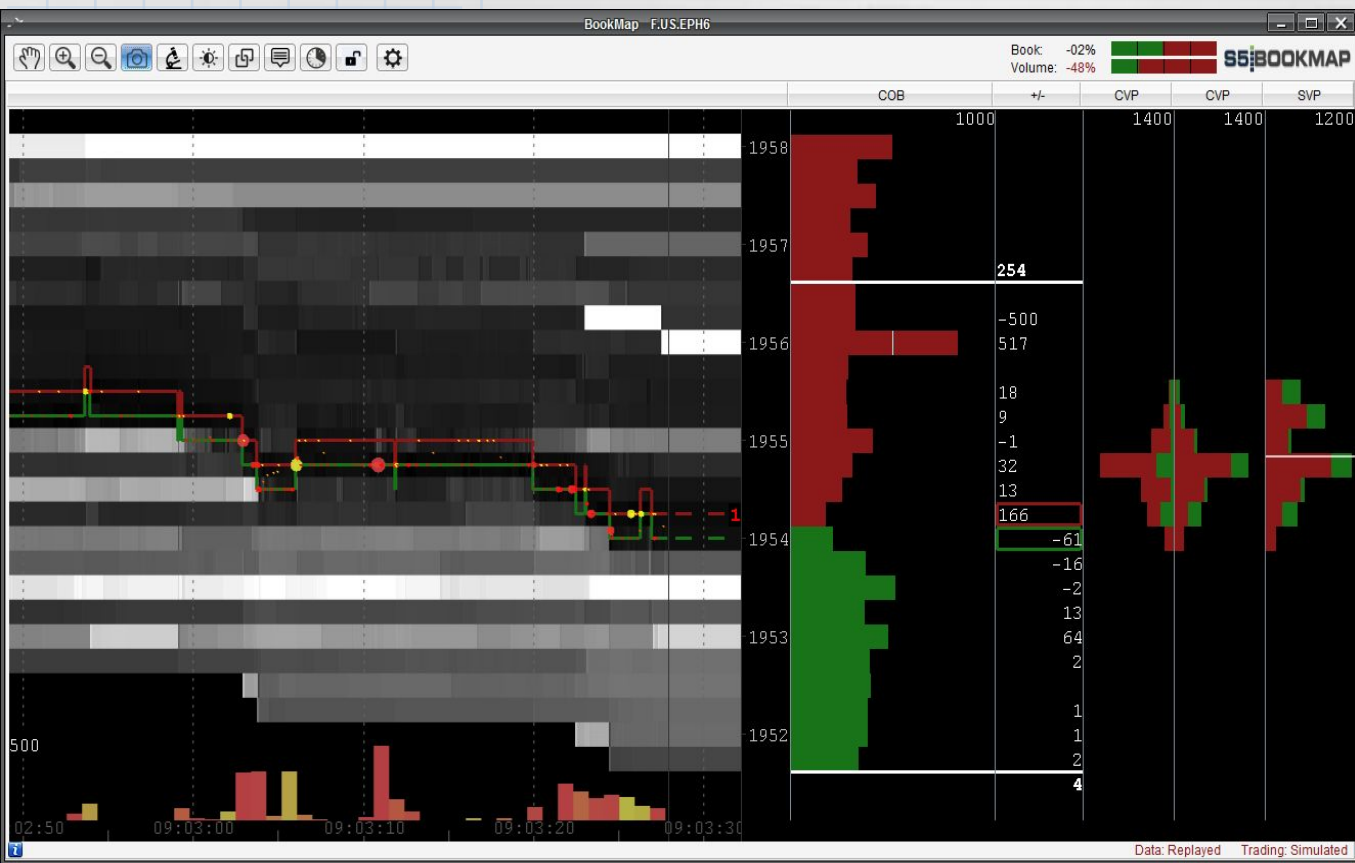 BookMap F.US.EPH6
Book: -02%
Volume: -48%
S5 BOOKMAP
COB +/- CVP CVP SVP
1000 1400 1400 1200
1958
1957
254
-500
1956 517
18
9
1955 -1
32
13
1 166
1954 -61
-16
-2
13
1953 64
2
1
500 1952 1
2
4
02:50 09:03:00 09:03:10 09:03:20 09:03:30
Data: Replayed Trading: Simulated